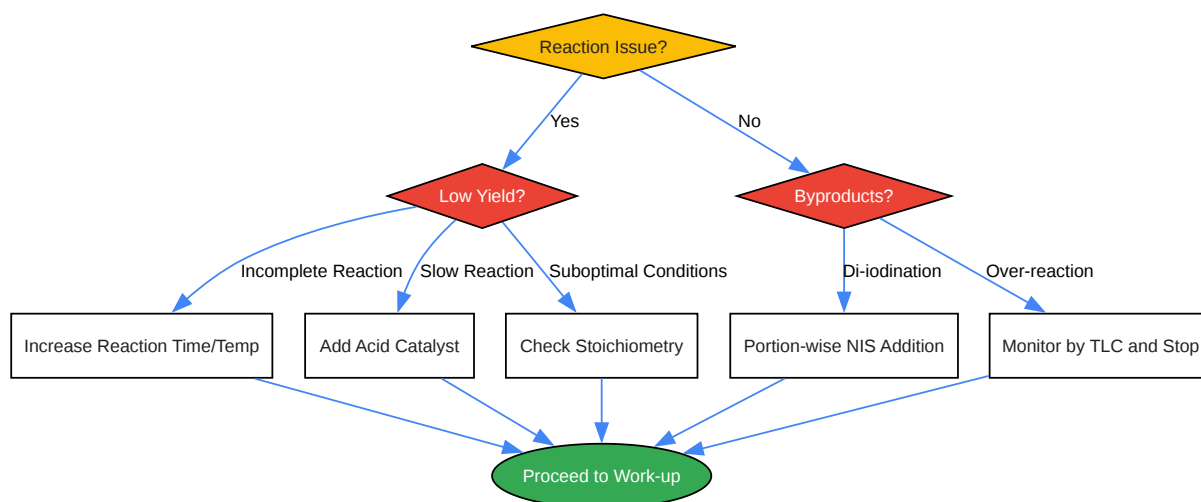 Reaction Issue?
Yes
No
Low Yield?
Byproducts?
Incomplete Reaction
Slow Reaction
Suboptimal Conditions
Di-iodination
Over-reaction
Increase Reaction Time/Temp
Add Acid Catalyst
Check Stoichiometry
Portion-wise NIS Addition
Monitor by TLC and Stop
Proceed to Work-up